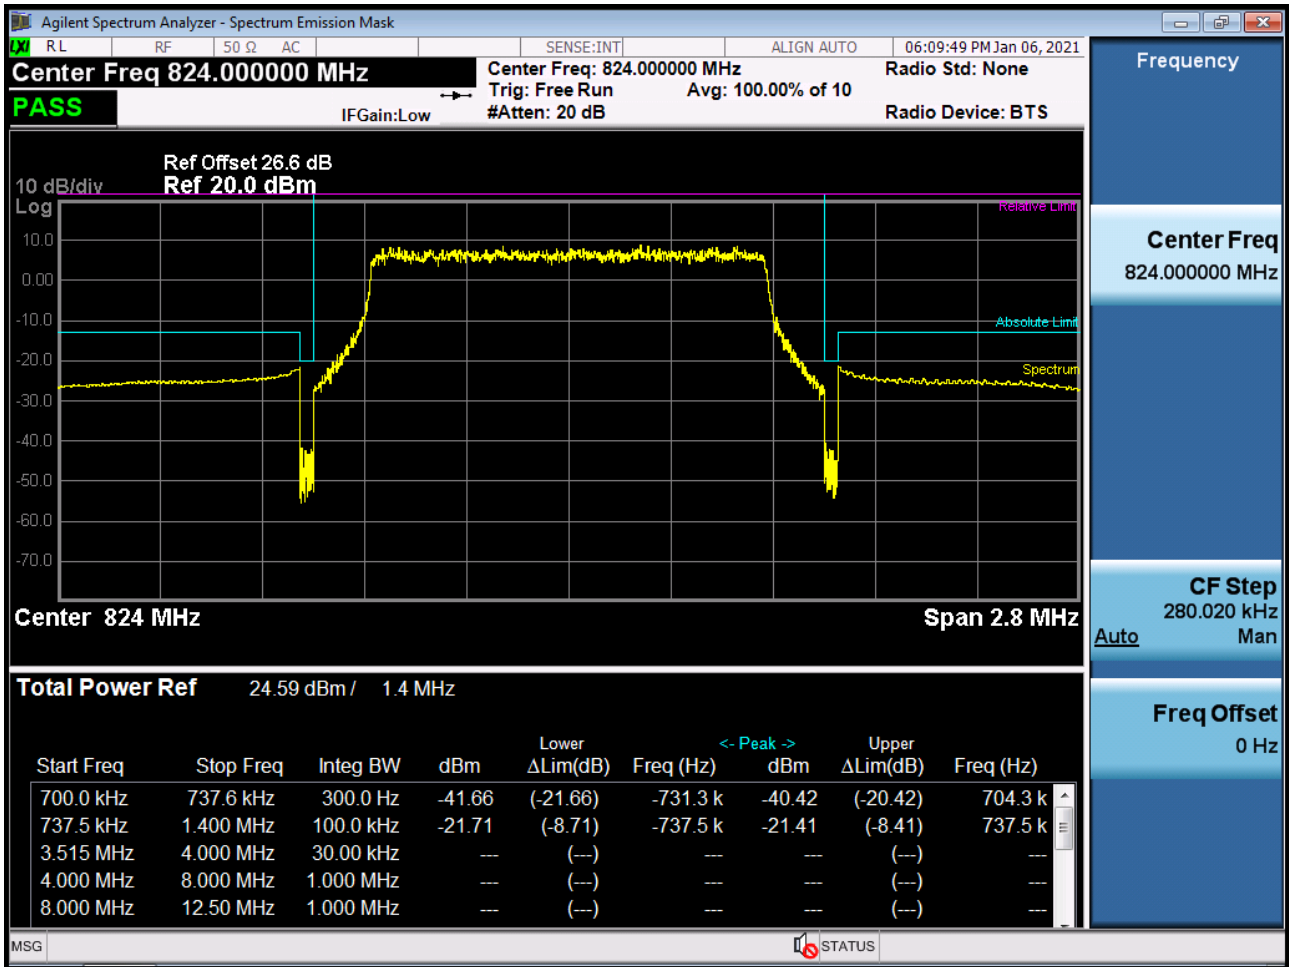 Agilent Spectrum Analyzer - Spectrum Emission Mask
LXI RL RF 50 Ω AC SENSE:INT ALIGN AUTO 06:09:49 PM Jan 06, 2021
Center Freq 824.000000 MHz Center Freq: 824.000000 MHz Radio Std: None
Trig: Free Run Avg: 100.00% of 10
PASS IFGain:Low #Atten: 20 dB Radio Device: BTS
Ref Offset 26.6 dB
10 dB/div Ref 20.0 dBm
Log
Relative Limit
10.0
0.00
-10.0
Absolute Limit
-20.0
Spectrum
-30.0
-40.0
-50.0
-60.0
-70.0
Center 824 MHz Span 2.8 MHz
Total Power Ref 24.59 dBm / 1.4 MHz
Lower <- Peak -> Upper
Start Freq Stop Freq Integ BW dBm ΔLim(dB) Freq (Hz) dBm ΔLim(dB) Freq (Hz)
700.0 kHz 737.6 kHz 300.0 Hz -41.66 (-21.66) -731.3 k -40.42 (-20.42) 704.3 k
737.5 kHz 1.400 MHz 100.0 kHz -21.71 (-8.71) -737.5 k -21.41 (-8.41) 737.5 k
3.515 MHz 4.000 MHz 30.00 kHz --- (---) --- --- (---) ---
4.000 MHz 8.000 MHz 1.000 MHz --- (---) --- --- (---) ---
8.000 MHz 12.50 MHz 1.000 MHz --- (---) --- --- (---) ---
MSG STATUS
Frequency
Center Freq
824.000000 MHz
CF Step
280.020 kHz
Auto Man
Freq Offset
0 Hz